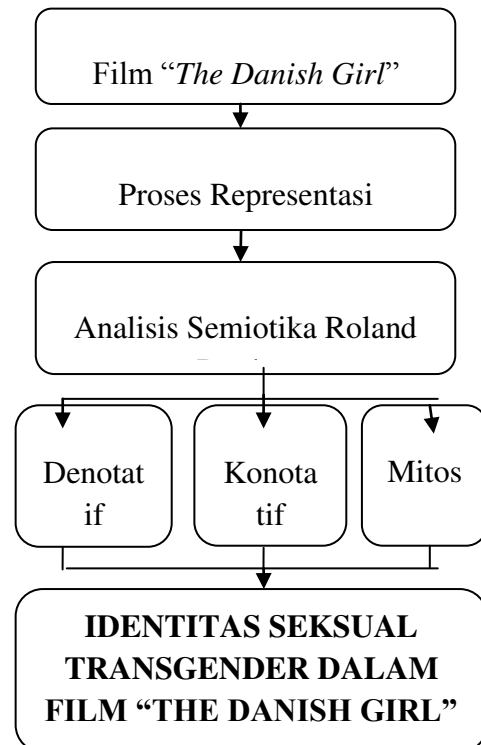 Film “The Danish Girl”
Proses Representasi
Analisis Semiotika Roland
Denotat
if
Konota
tif
Mitos
IDENTITAS SEKSUAL
TRANSGENDER DALAM
FILM “THE DANISH GIRL”